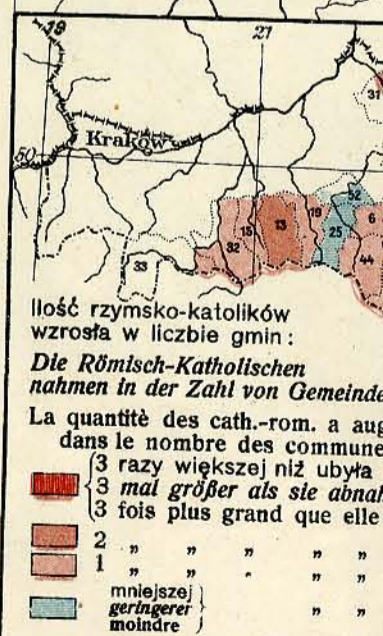 19
21
31
Kraków
50
52
15
13
19
6
25
32
44
33
Ilość rzymsko-katolików
wzrosła w liczbie gmin:
Die Römisch-Katholischen
nahmen in der Zahl von Gemeinde
La quantitè des cath.-rom. a aug
dans le nombre des commune
3 razy większej niż ubyła
3 mal größer als sie abnah
3 fois plus grand que elle
2 „ „ „ „ „
1 „ „ „ „ „
mniejszej
geringerer „ „
moindre